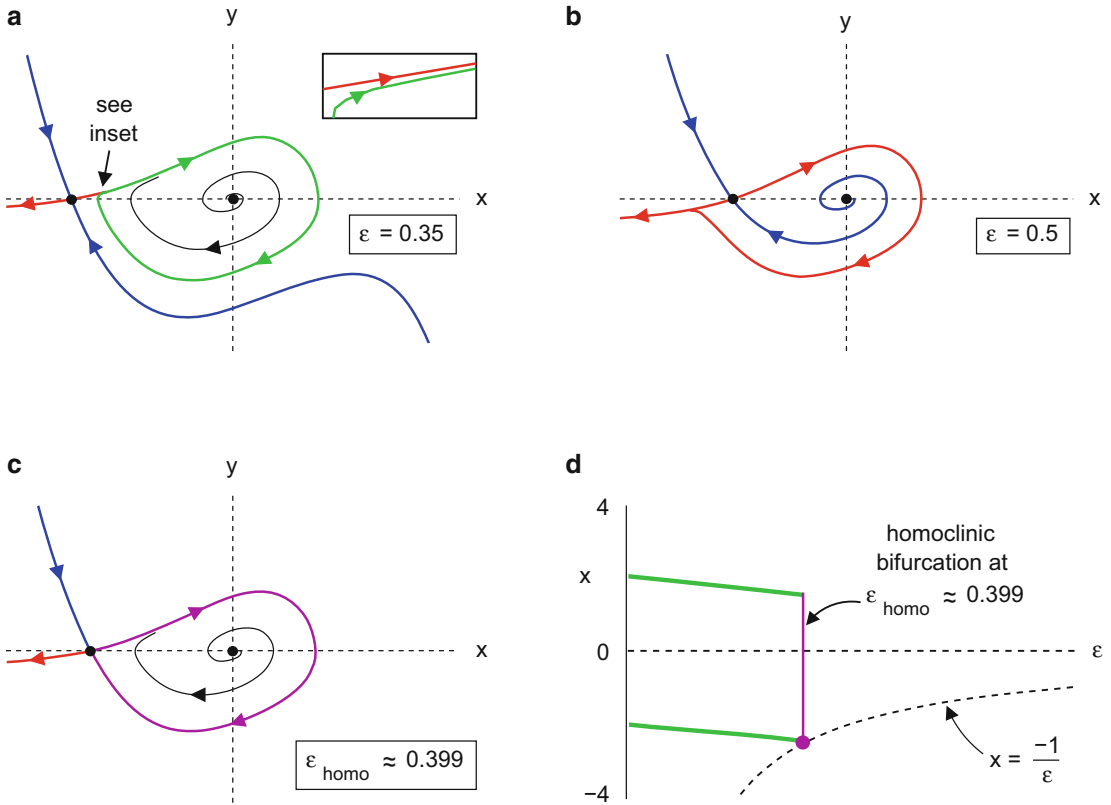 a
y
see
inset
x
ε = 0.35
b
y
x
ε = 0.5
c
y
x
ε homo ≈ 0.399
d
4
x
0
−4
homoclinic
bifurcation at
ε homo ≈ 0.399
ε
x = −1/ε